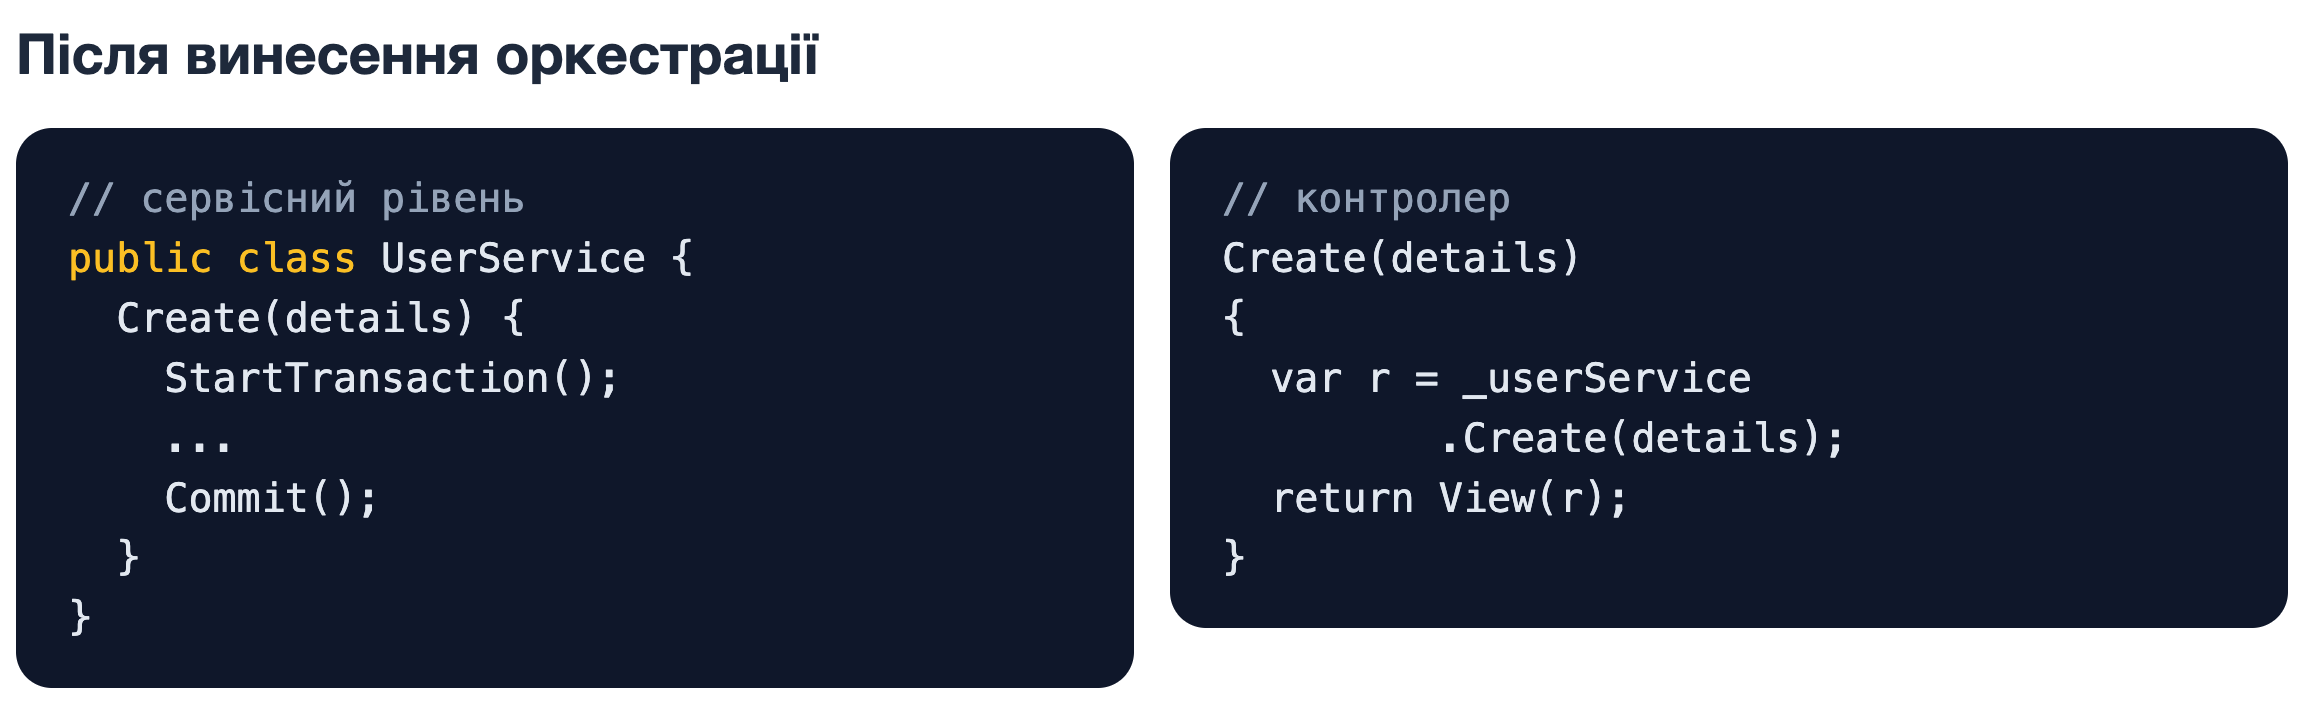 Після винесення оркестрації
// сервісний рівень
public class UserService {
  Create(details) {
    StartTransaction();
    ...
    Commit();
  }
}
// контролер
Create(details)
{
  var r = _userService
         .Create(details);
  return View(r);
}